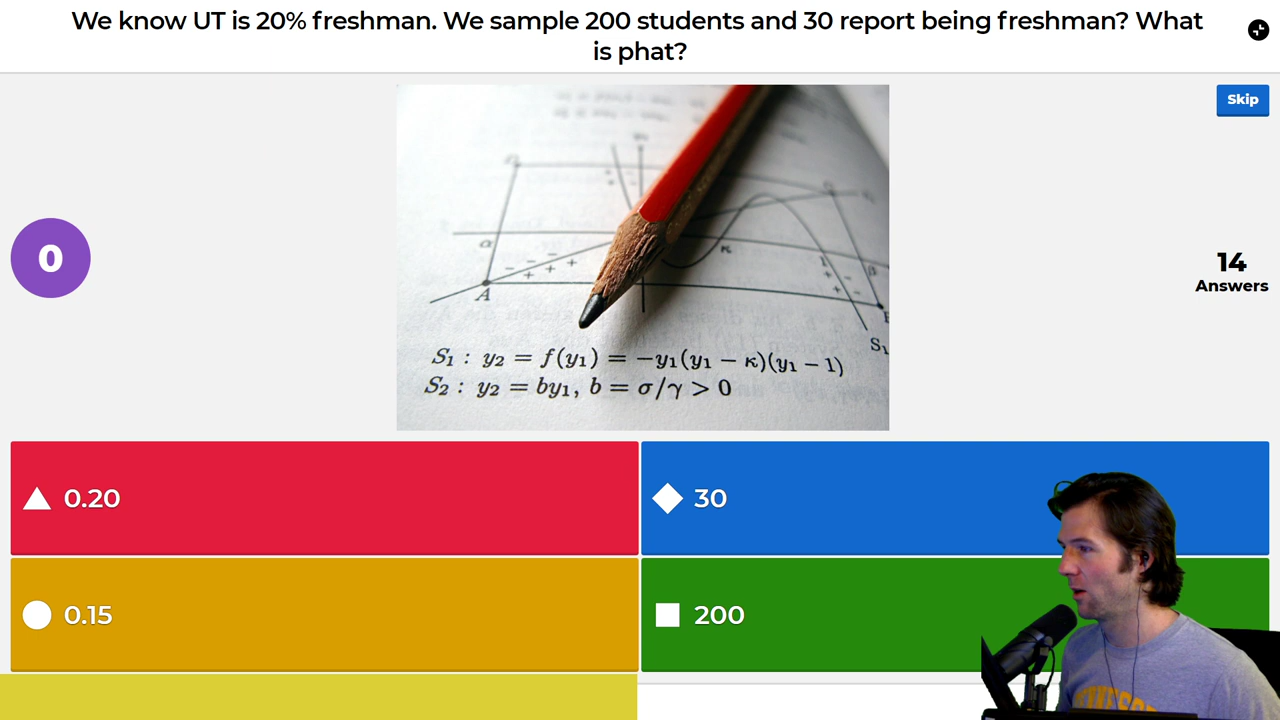 We know UT is 20% freshman. We sample 200 students and 30 report being freshman? What
is phat?
Skip
0
14
Answers
α
κ
β
A
S₁
S₁ : y₂ = f(y₁) = −y₁(y₁ − κ)(y₁ − 1)
S₂ : y₂ = by₁, b = σ/γ > 0
0.20
30
0.15
200